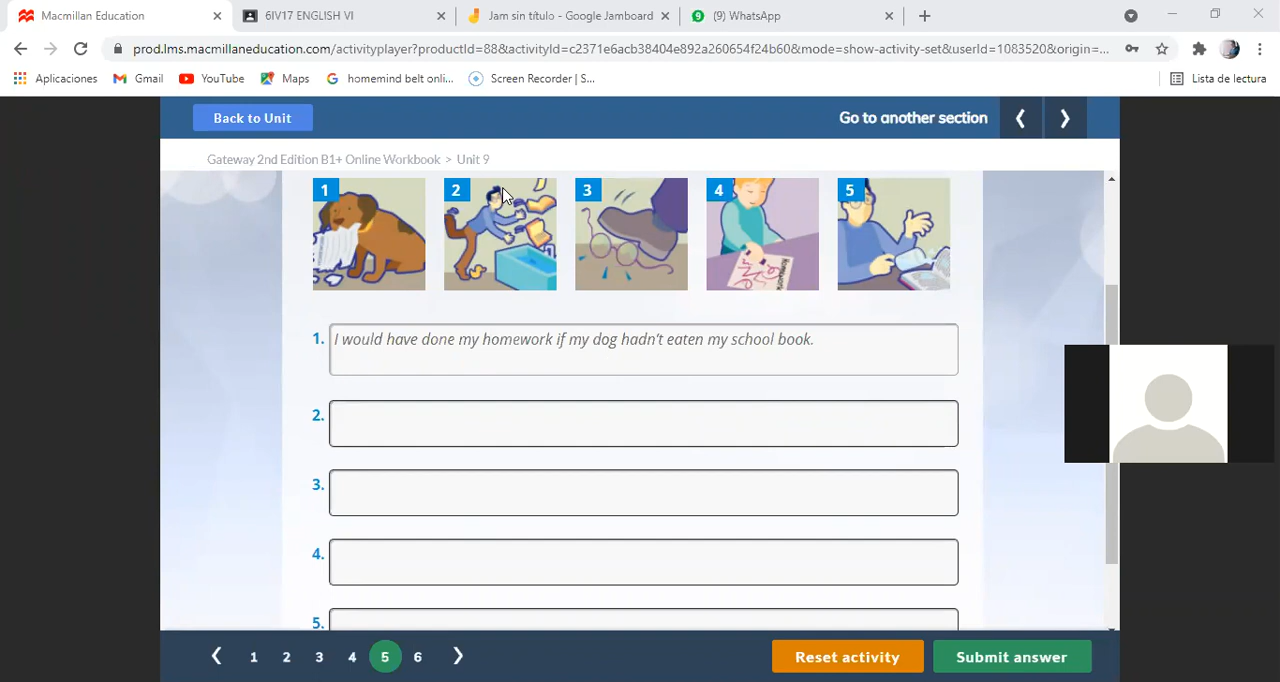 Macmillan Education
6IV17 ENGLISH VI
Jam sin título - Google Jamboard
(9) WhatsApp
prod.lms.macmillaneducation.com/activityplayer?productId=88&activityId=c2371e6acb38404e892a260654f24b60&mode=show-activity-set&userId=1083520&origin=...
Aplicaciones
Gmail
YouTube
Maps
homemind belt onli...
Screen Recorder | S...
Lista de lectura
Back to Unit
Go to another section
Gateway 2nd Edition B1+ Online Workbook > Unit 9
1
2
3
4
5
1. I would have done my homework if my dog hadn't eaten my school book.
2.
3.
4.
5.
1 2 3 4 5 6
Reset activity
Submit answer